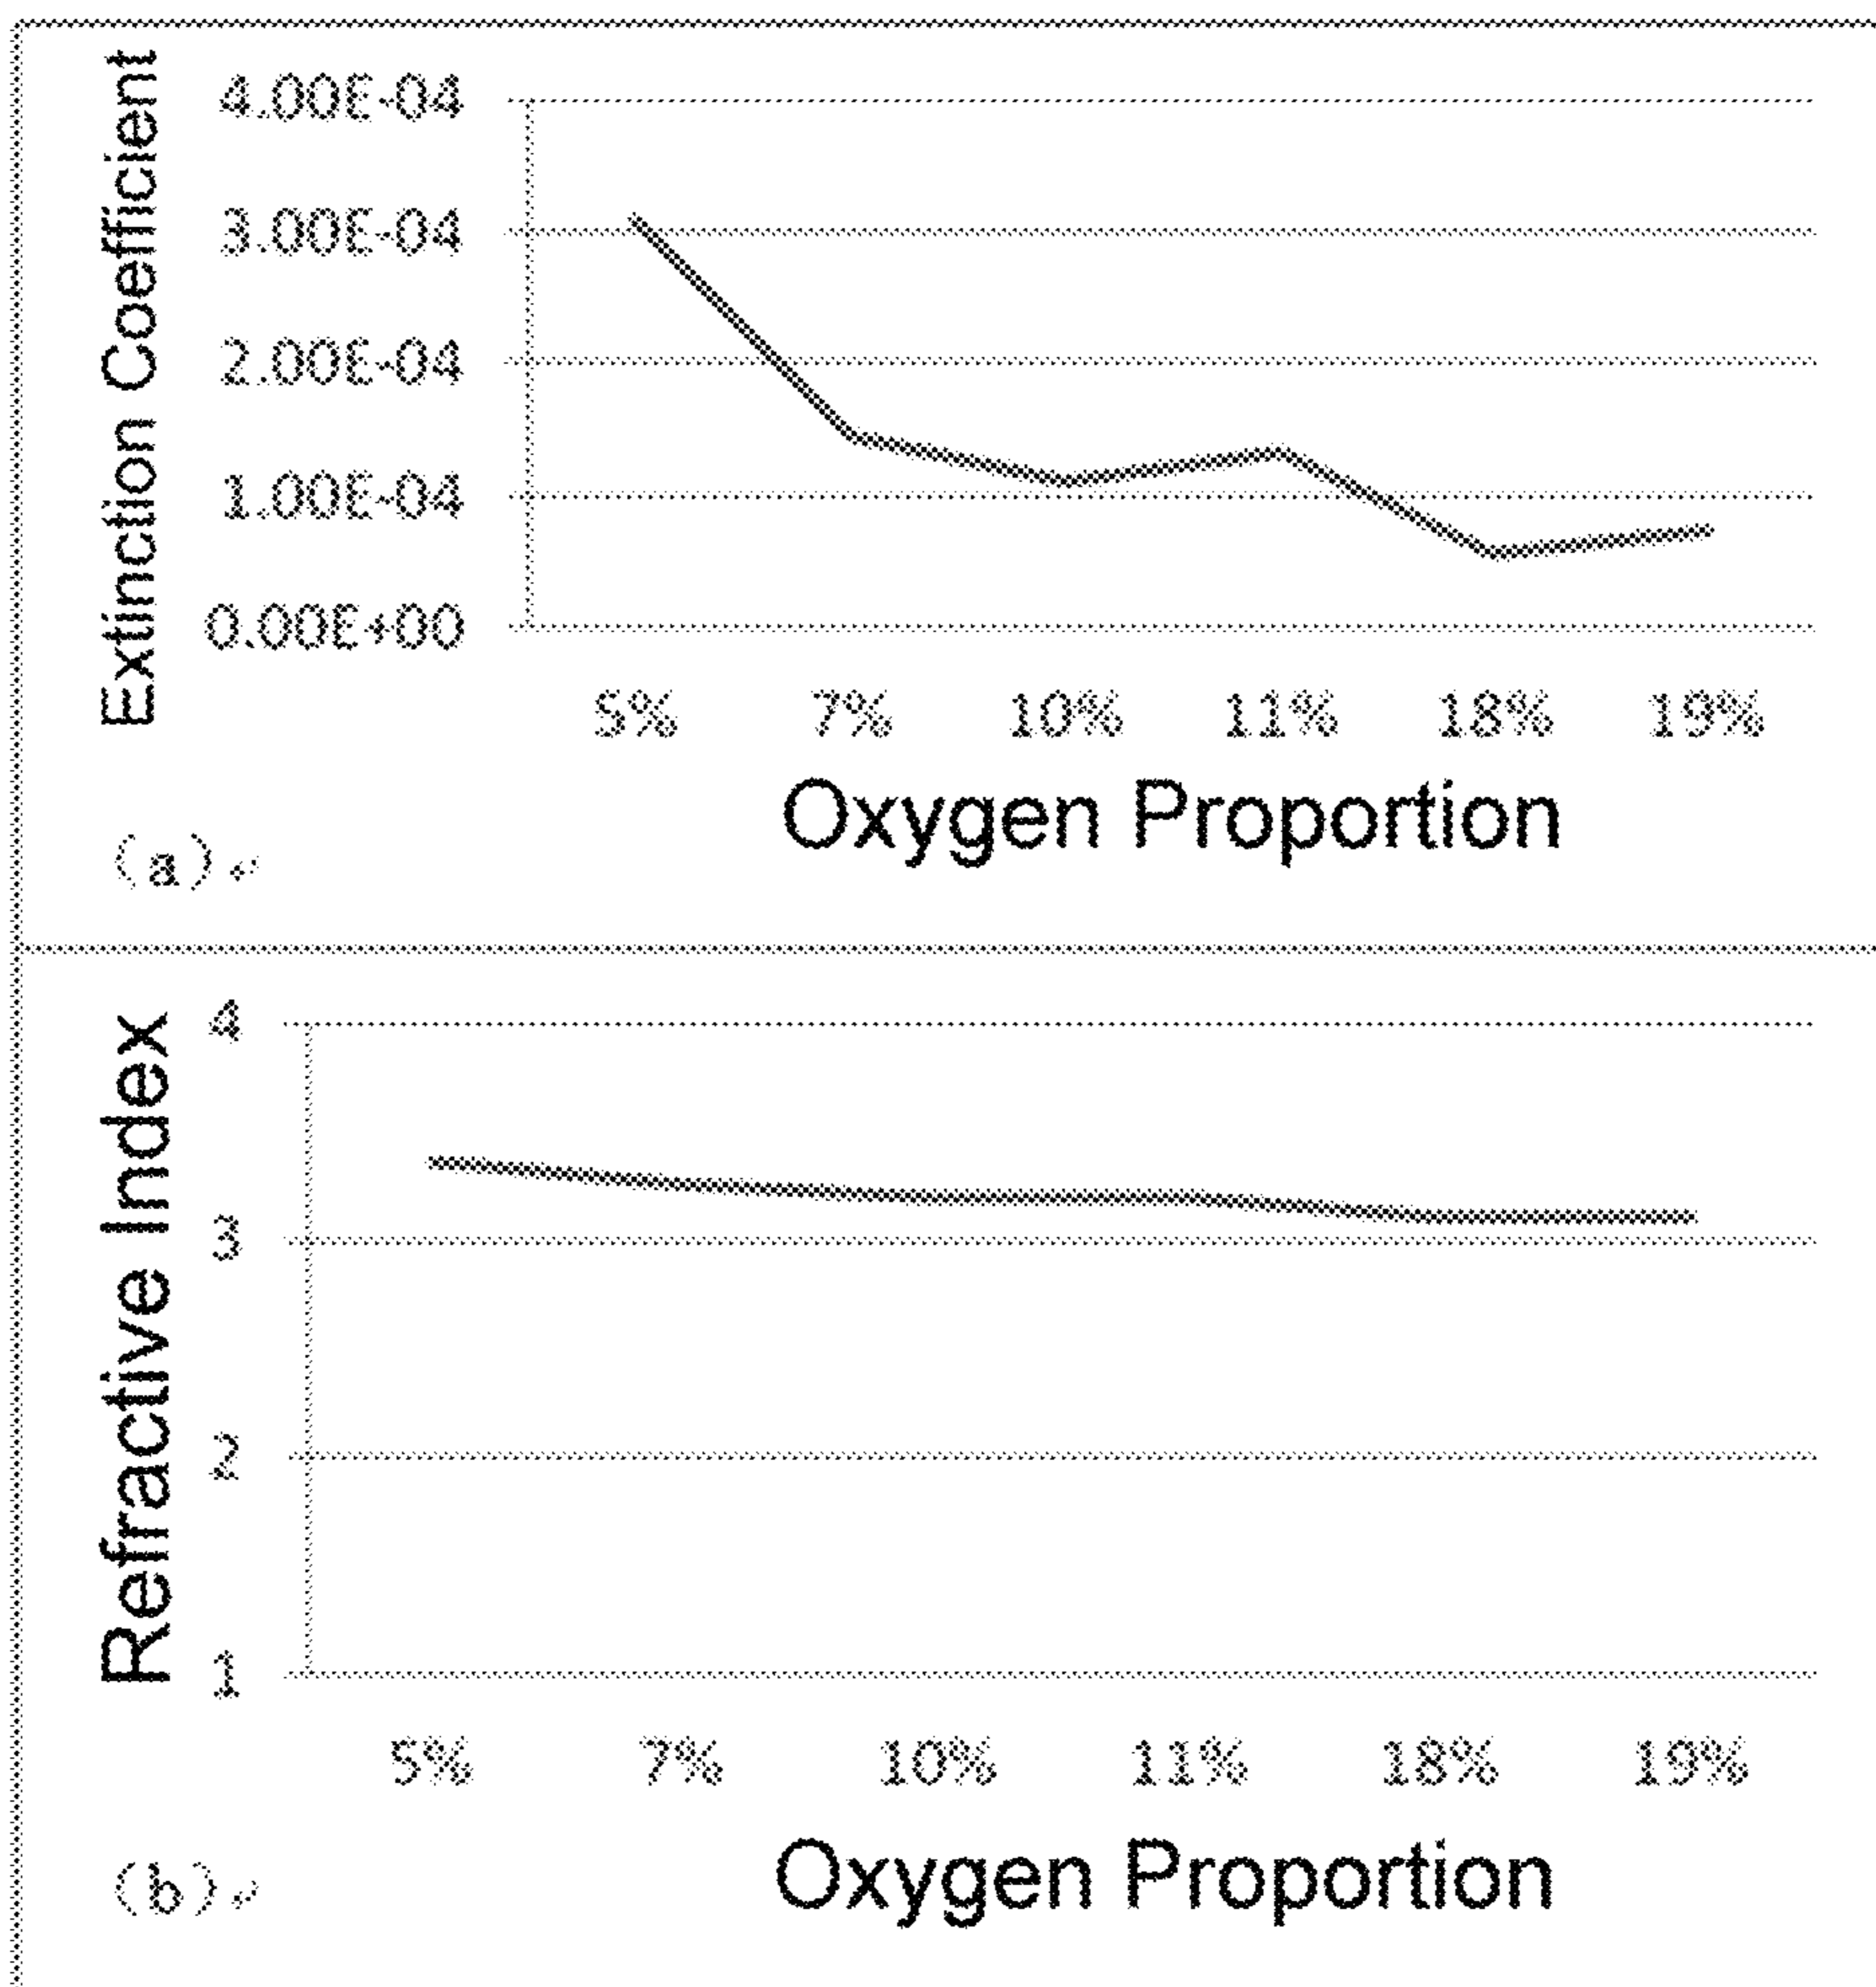 Extinction Coefficient
4.00E-04
3.00E-04
2.00E-04
1.00E-04
0.00E+00
5% 7% 10% 11% 18% 19%
Oxygen Proportion
(a)↵
Refractive Index
4
3
2
1
5% 7% 10% 11% 18% 19%
Oxygen Proportion
(b)↵